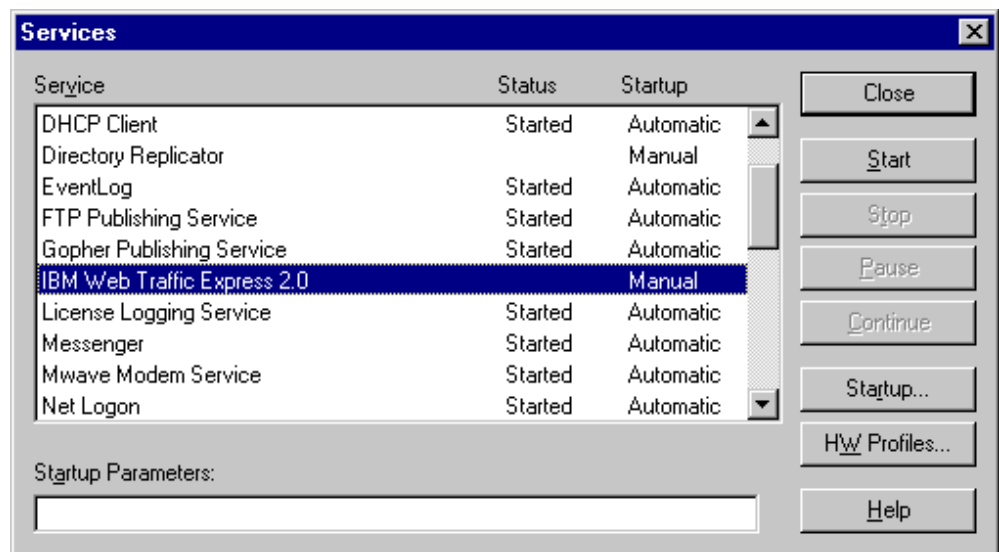 Services
Service Status Startup
DHCP Client Started Automatic
Directory Replicator Manual
EventLog Started Automatic
FTP Publishing Service Started Automatic
Gopher Publishing Service Started Automatic
IBM Web Traffic Express 2.0 Manual
License Logging Service Started Automatic
Messenger Started Automatic
Mwave Modem Service Started Automatic
Net Logon Started Automatic
Startup Parameters:
Close
Start
Stop
Pause
Continue
Startup...
HW Profiles...
Help